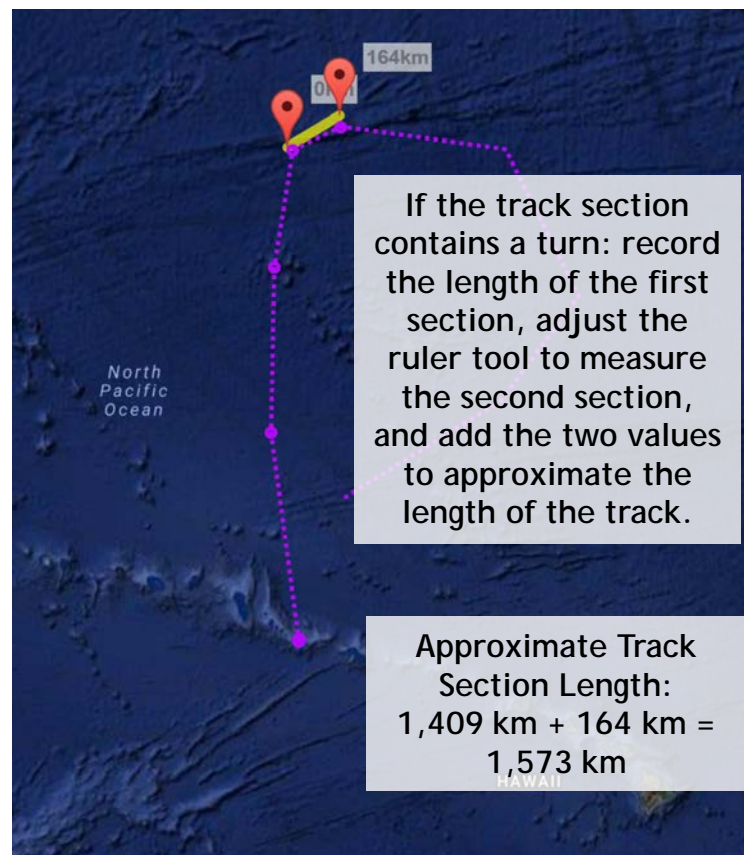 164km
0km
If the track section
contains a turn: record
the length of the first
section, adjust the
ruler tool to measure
the second section,
and add the two values
to approximate the
length of the track.
North
Pacific
Ocean
Approximate Track
Section Length:
1,409 km + 164 km =
1,573 km
HAWAII